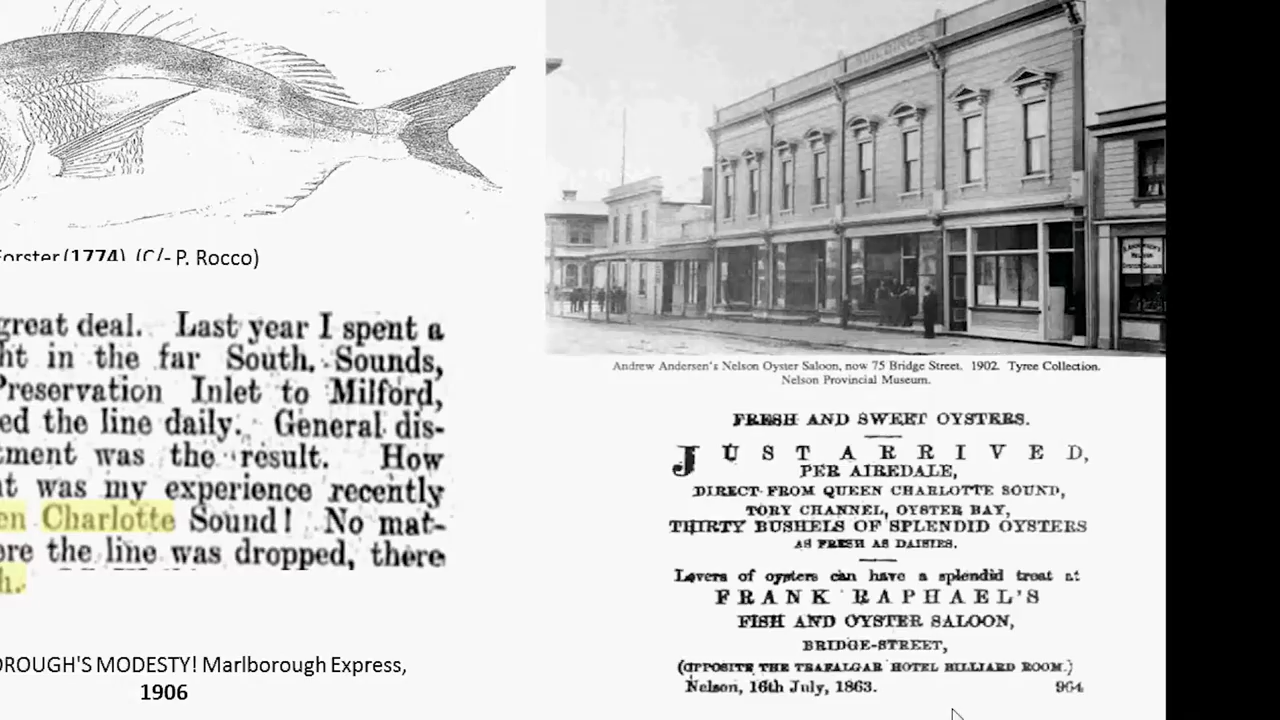 Forster (1774) (C/- P. Rocco)
great deal. Last year I spent a
ht in the far South. Sounds,
Preservation Inlet to Milford,
ed the line daily. General dis-
tment was the result. How
t was my experience recently
en Charlotte Sound! No mat-
ore the line was dropped, there
h.
OROUGH'S MODESTY! Marlborough Express,
1906
BUILDINGS
Andrew Andersen's Nelson Oyster Saloon, now 75 Bridge Street. 1902. Tyree Collection.
Nelson Provincial Museum.
FRESH AND SWEET OYSTERS.
JUST ARRIVED,
PER AIREDALE,
DIRECT FROM QUEEN CHARLOTTE SOUND,
TORY CHANNEL, OYSTER BAY,
THIRTY BUSHELS OF SPLENDID OYSTERS
AS FRESH AS DAISIES.
Lovers of oysters can have a splendid treat at
FRANK RAPHAEL'S
FISH AND OYSTER SALOON,
BRIDGE-STREET,
(OPPOSITE THE TRAFALGAR HOTEL BILLIARD ROOM.)
Nelson, 16th July, 1863. 964